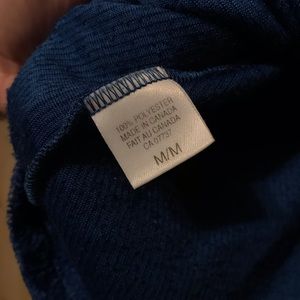 100% POLYESTER
MADE IN CANADA
FAIT AU CANADA
CA 07737
M/M